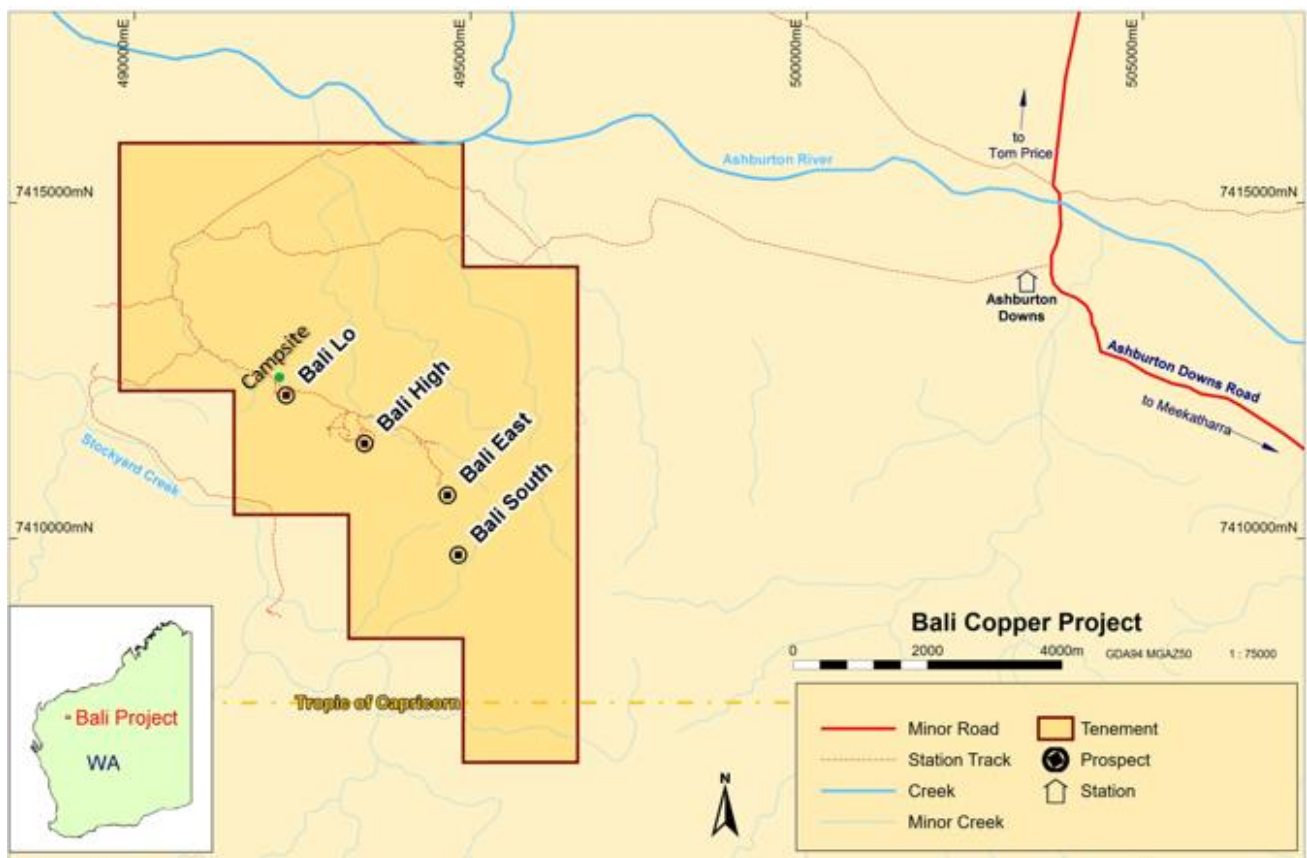 490000mE
495000mE
500000mE
505000mE
to
Tom Price
Ashburton River
7415000mN
7415000mN
Ashburton
Downs
Ashburton Downs Road
to Meekatharra
Campsite
Bali Lo
Bali High
Bali East
Bali South
Stockyard Creek
7410000mN
7410000mN
Bali Copper Project
0
2000
4000m
GDA94 MGAZ50
1 : 75000
Tropic of Capricorn
Bali Project
WA
N
Minor Road
Station Track
Creek
Minor Creek
Tenement
Prospect
Station